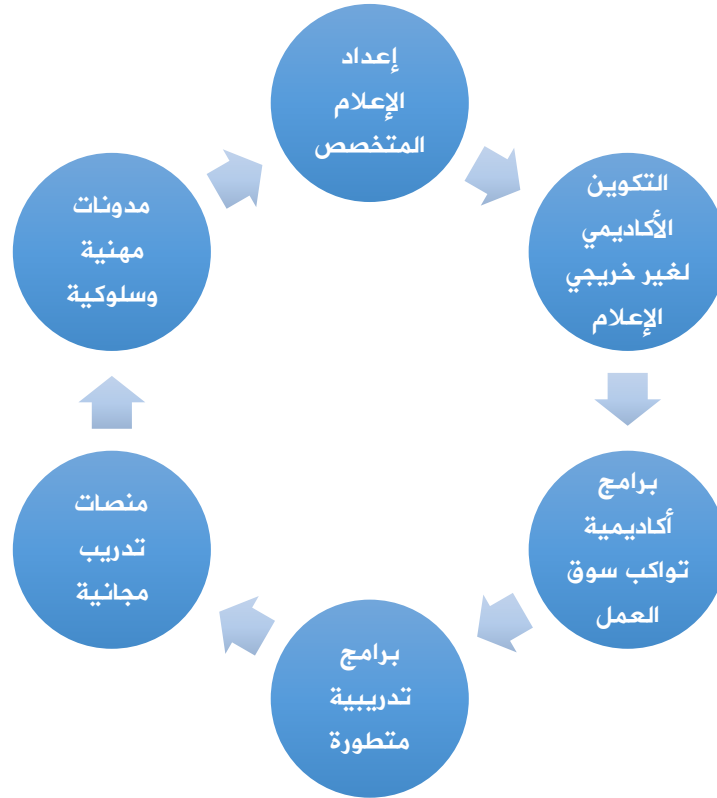 إعداد
الإعلام
المتخصص
التكوين
الأكاديمي
لغير خريجي
الإعلام
برامج
أكاديمية
تواكب سوق
العمل
برامج
تدريبية
متطورة
منصات
تدريب
مجانية
مدونات
مهنية
وسلوكية